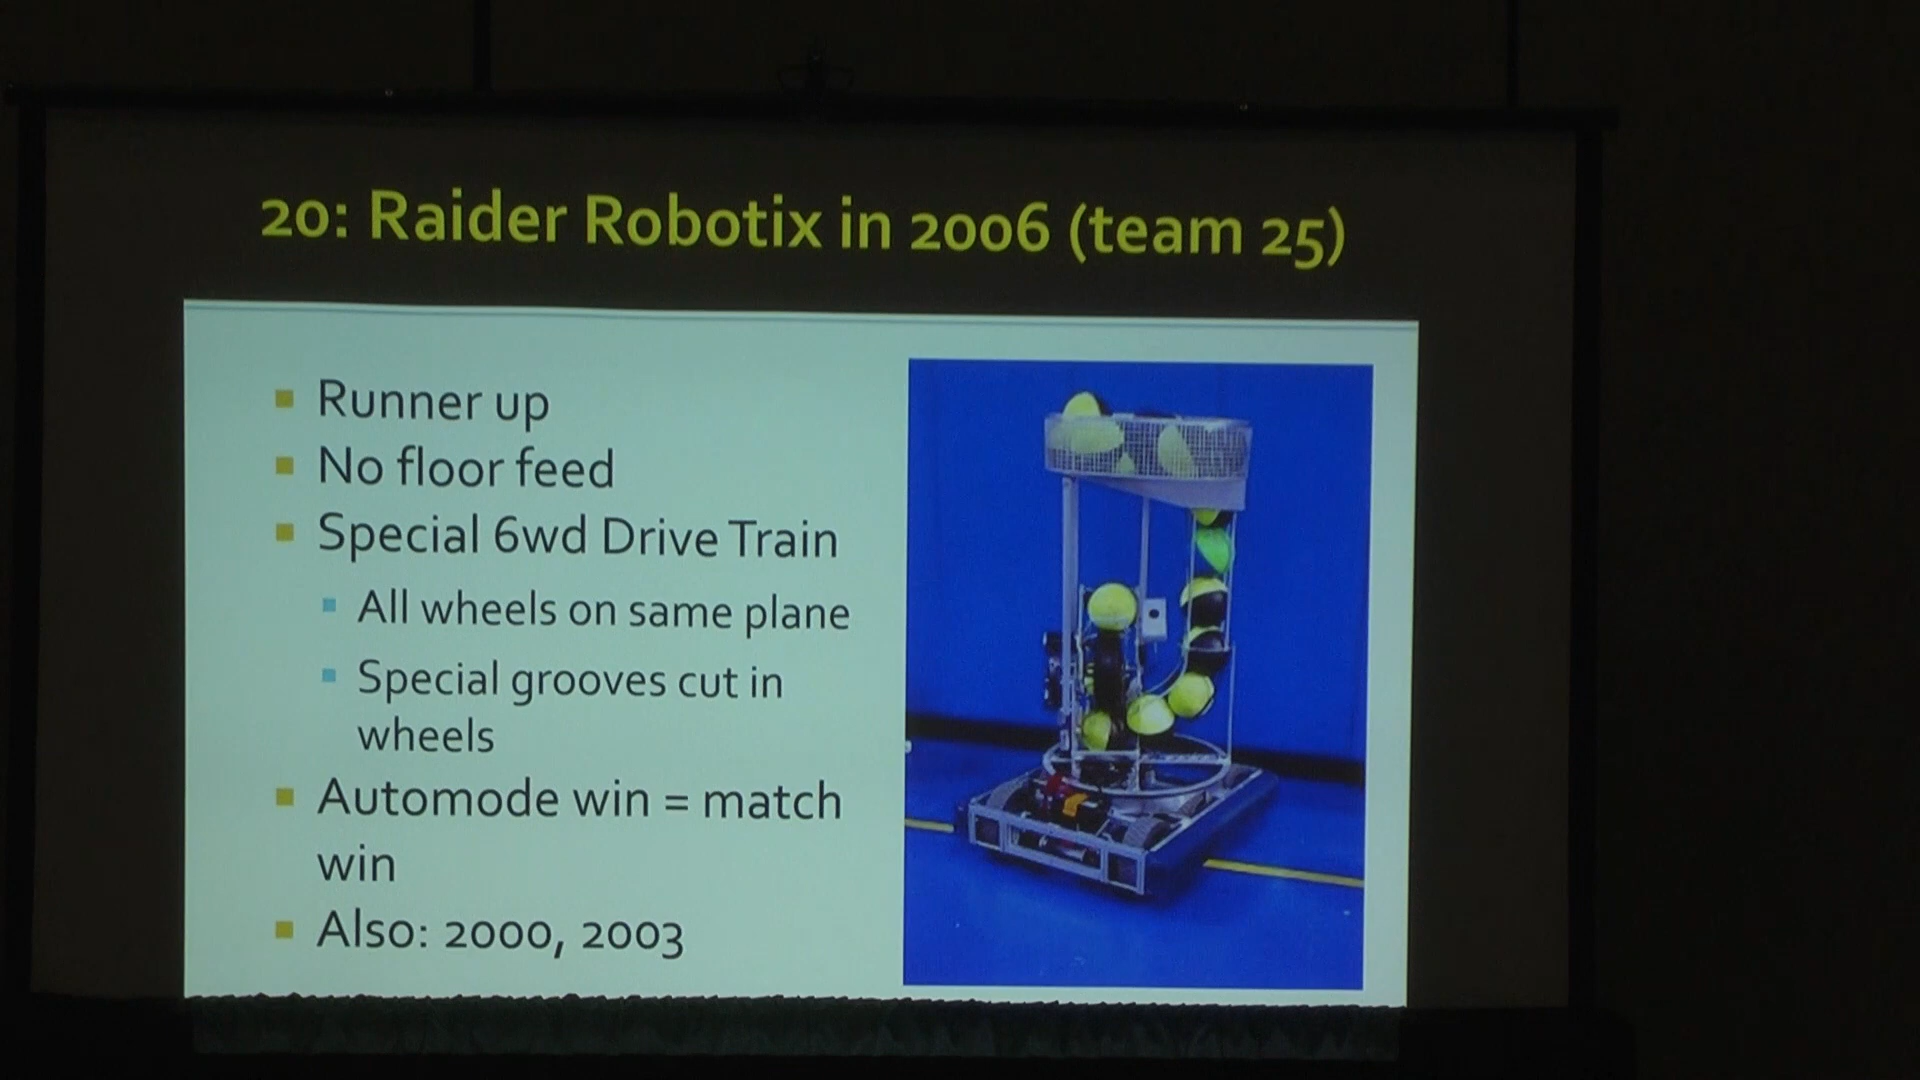 20: Raider Robotix in 2006 (team 25)
Runner up
No floor feed
Special 6wd Drive Train
All wheels on same plane
Special grooves cut in
wheels
Automode win = match
win
Also: 2000, 2003